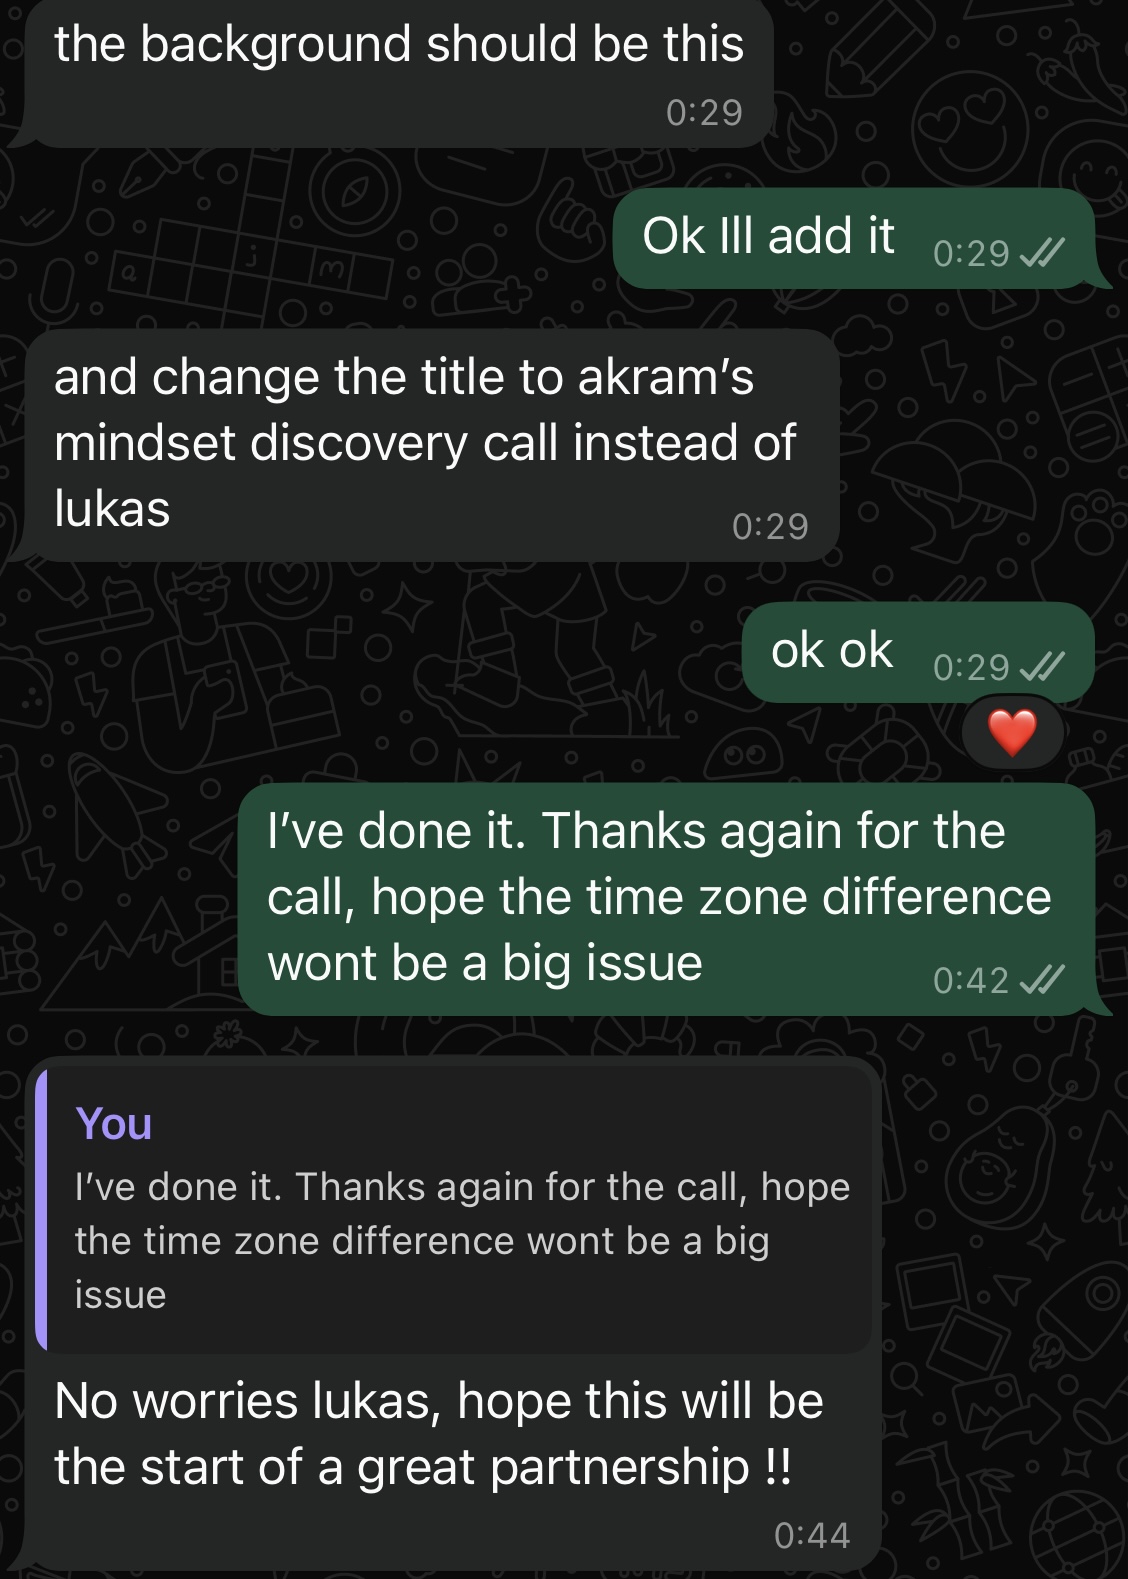 the background should be this
0:29
Ok Ill add it 0:29
and change the title to akram’s
mindset discovery call instead of
lukas
0:29
ok ok 0:29
I’ve done it. Thanks again for the
call, hope the time zone difference
wont be a big issue 0:42
You
I’ve done it. Thanks again for the call, hope
the time zone difference wont be a big
issue
No worries lukas, hope this will be
the start of a great partnership !!
0:44